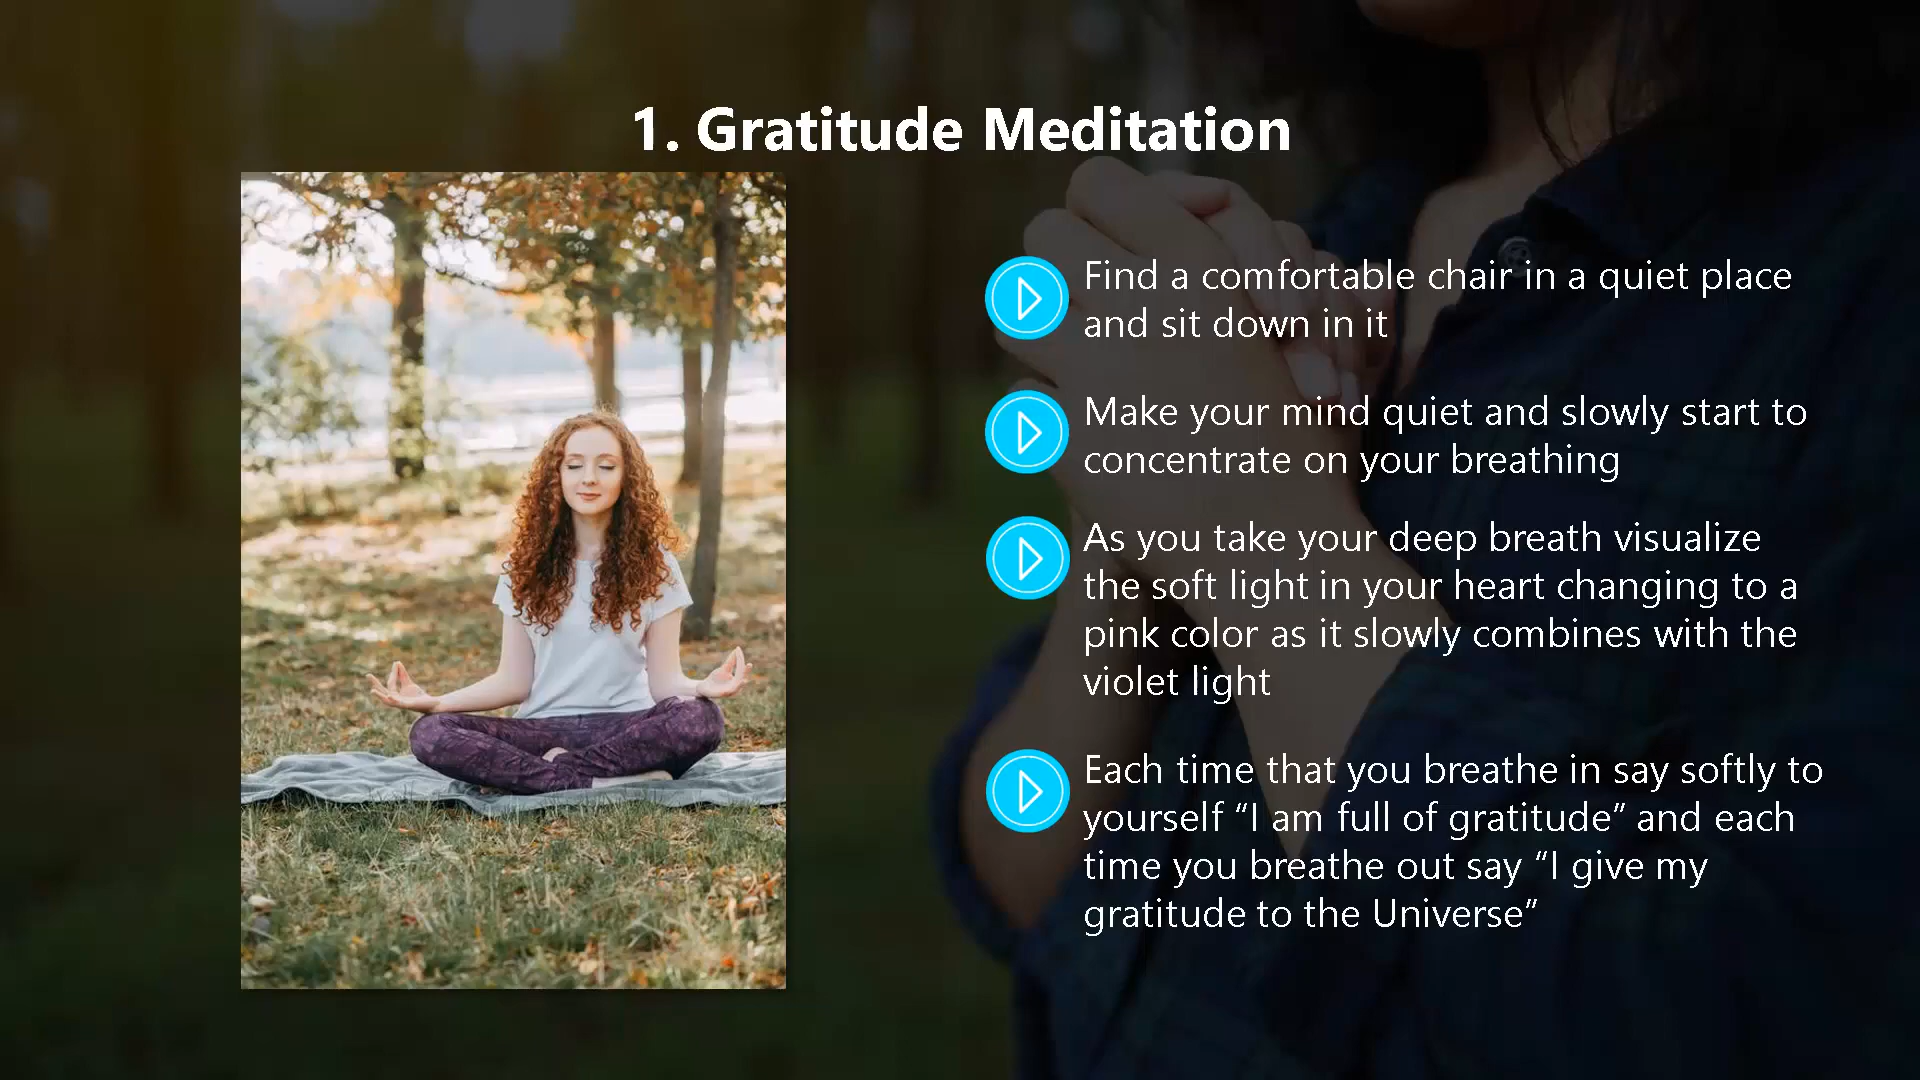 1. Gratitude Meditation
Find a comfortable chair in a quiet place
and sit down in it
Make your mind quiet and slowly start to
concentrate on your breathing
As you take your deep breath visualize
the soft light in your heart changing to a
pink color as it slowly combines with the
violet light
Each time that you breathe in say softly to
yourself “I am full of gratitude” and each
time you breathe out say “I give my
gratitude to the Universe”